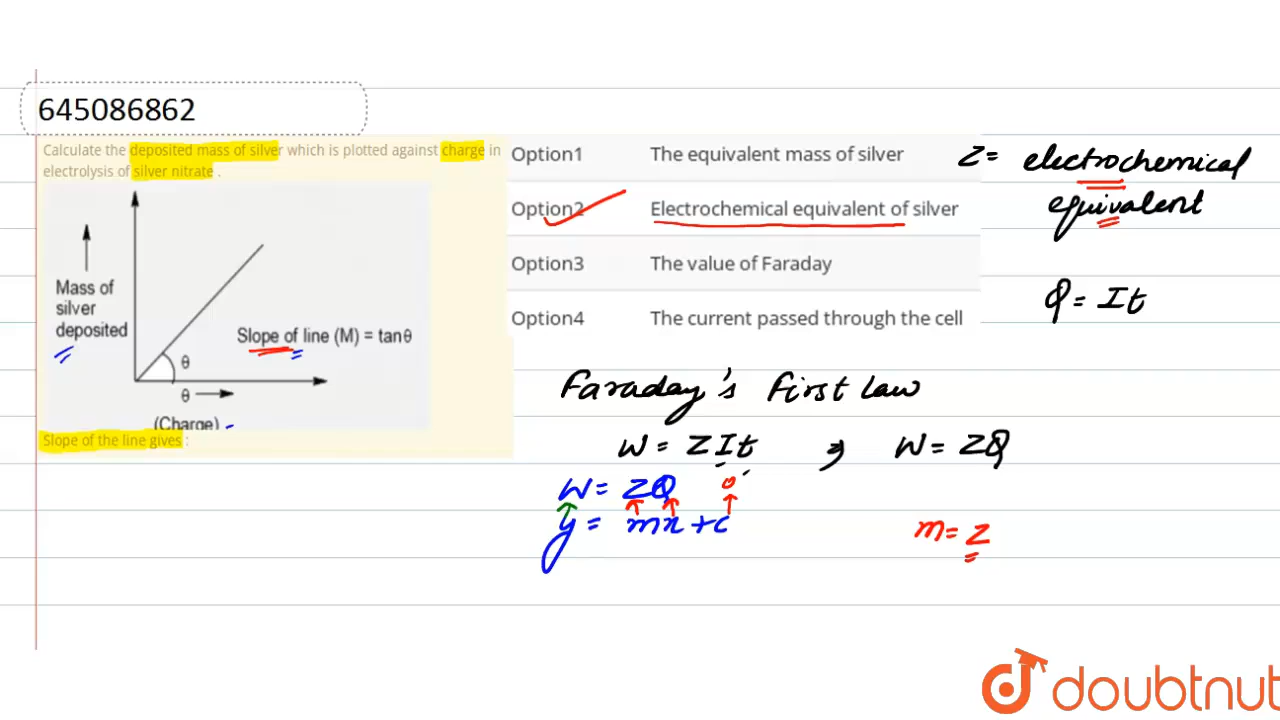 645086862
Calculate the deposited mass of silver which is plotted against charge in
electrolysis of silver nitrate .
Mass of
silver
deposited
Slope of line (M) = tanθ
θ
θ
(Charge)
Slope of the line gives :
Option1 The equivalent mass of silver
Option2 Electrochemical equivalent of silver
Option3 The value of Faraday
Option4 The current passed through the cell
Z = electrochemical
equivalent
Q = It
Faraday's First Law
W = ZIt , W = ZQ
W = ZQ 0
y = mx + c
m = Z
doubtnut